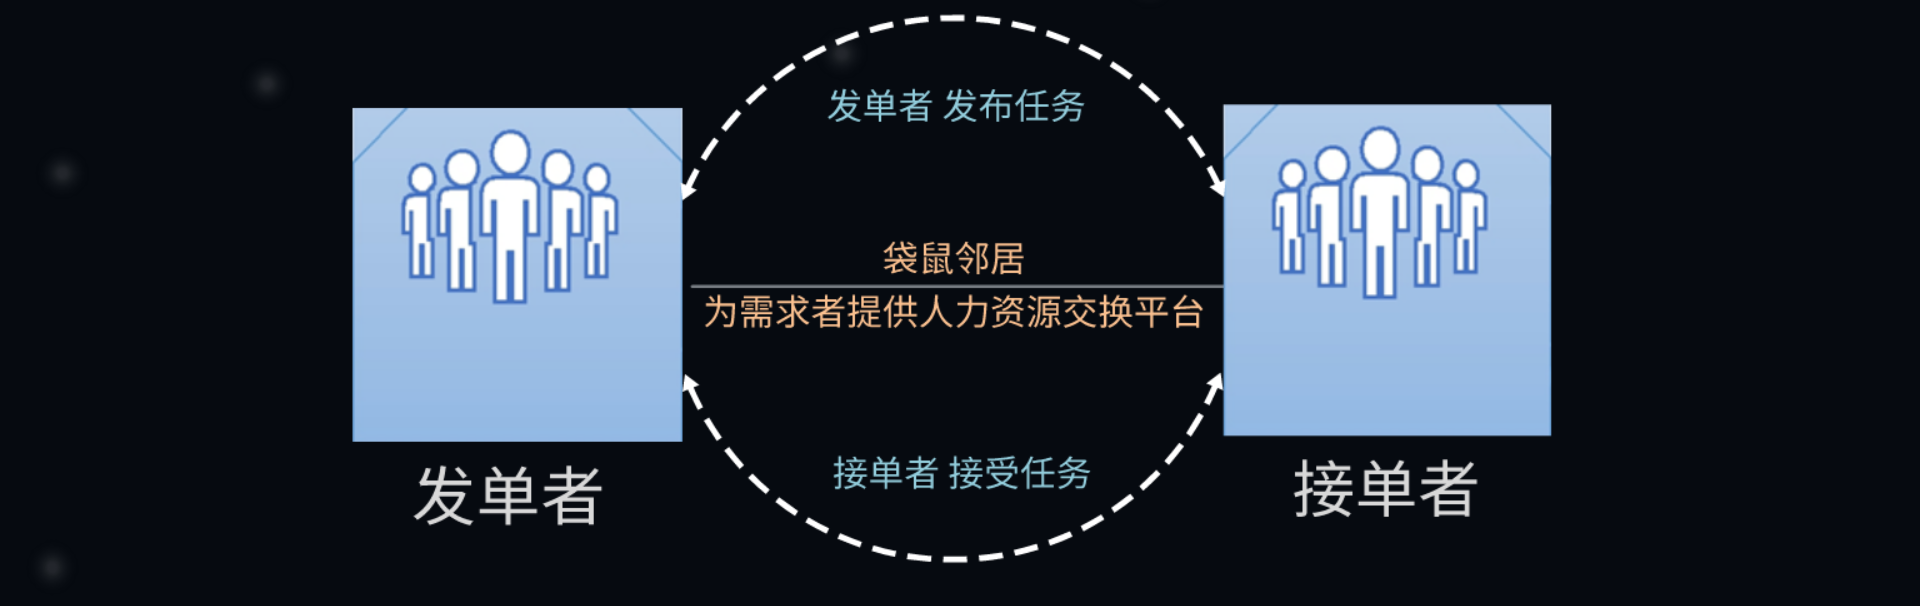 发单者 发布任务
袋鼠邻居
为需求者提供人力资源交换平台
接单者 接受任务
发单者
接单者